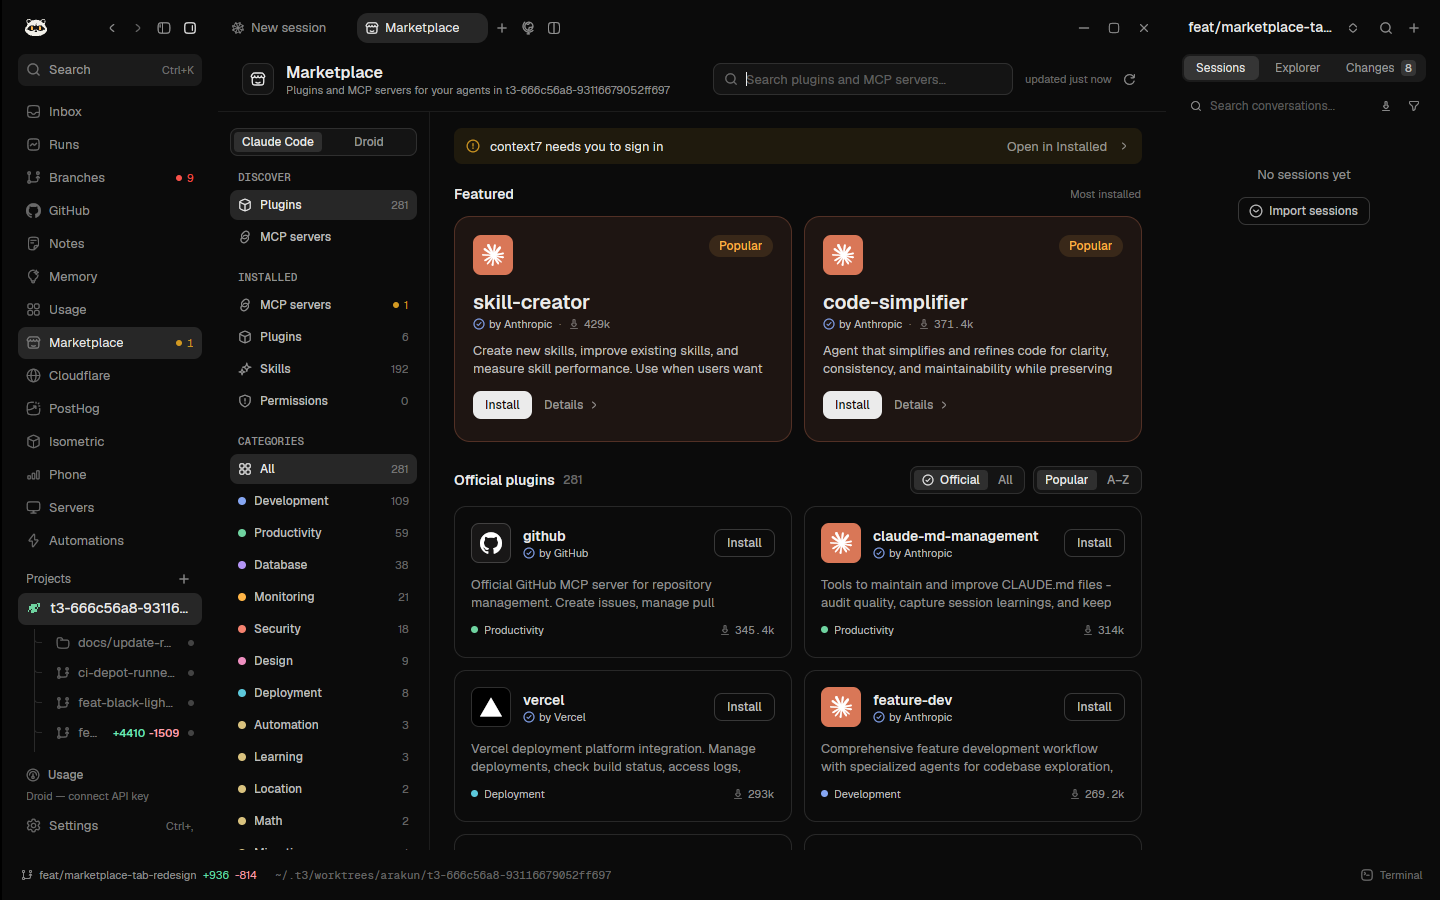 New session
Marketplace
feat/marketplace-ta...
Search
Ctrl+K
Inbox
Runs
Branches
9
GitHub
Notes
Memory
Usage
Marketplace
1
Cloudflare
PostHog
Isometric
Phone
Servers
Automations
Projects
t3-666c56a8-93116...
docs/update-r...
ci-depot-runne...
feat-black-ligh...
fe...
+4410 -1509
Usage
Droid — connect API key
Settings
Ctrl+,
Marketplace
Plugins and MCP servers for your agents in t3-666c56a8-93116679052ff697
Search plugins and MCP servers...
updated just now
Claude Code
Droid
DISCOVER
Plugins
281
MCP servers
INSTALLED
MCP servers
1
Plugins
6
Skills
192
Permissions
0
CATEGORIES
All
281
Development
109
Productivity
59
Database
38
Monitoring
21
Security
18
Design
9
Deployment
8
Automation
3
Learning
3
Location
2
Math
2
context7 needs you to sign in
Open in Installed
Featured
Most installed
Popular
skill-creator
by Anthropic · 429k
Create new skills, improve existing skills, and
measure skill performance. Use when users want
Install
Details
Popular
code-simplifier
by Anthropic · 371.4k
Agent that simplifies and refines code for clarity,
consistency, and maintainability while preserving
Install
Details
Official plugins 281
Official
All
Popular
A–Z
github
by GitHub
Install
Official GitHub MCP server for repository
management. Create issues, manage pull
Productivity
345.4k
claude-md-management
by Anthropic
Install
Tools to maintain and improve CLAUDE.md files -
audit quality, capture session learnings, and keep
Productivity
314k
vercel
by Vercel
Install
Vercel deployment platform integration. Manage
deployments, check build status, access logs,
Deployment
293k
feature-dev
by Anthropic
Install
Comprehensive feature development workflow
with specialized agents for codebase exploration,
Development
269.2k
Sessions
Explorer
Changes 8
Search conversations...
No sessions yet
Import sessions
feat/marketplace-tab-redesign +936 -814
~/.t3/worktrees/arakun/t3-666c56a8-93116679052ff697
Terminal